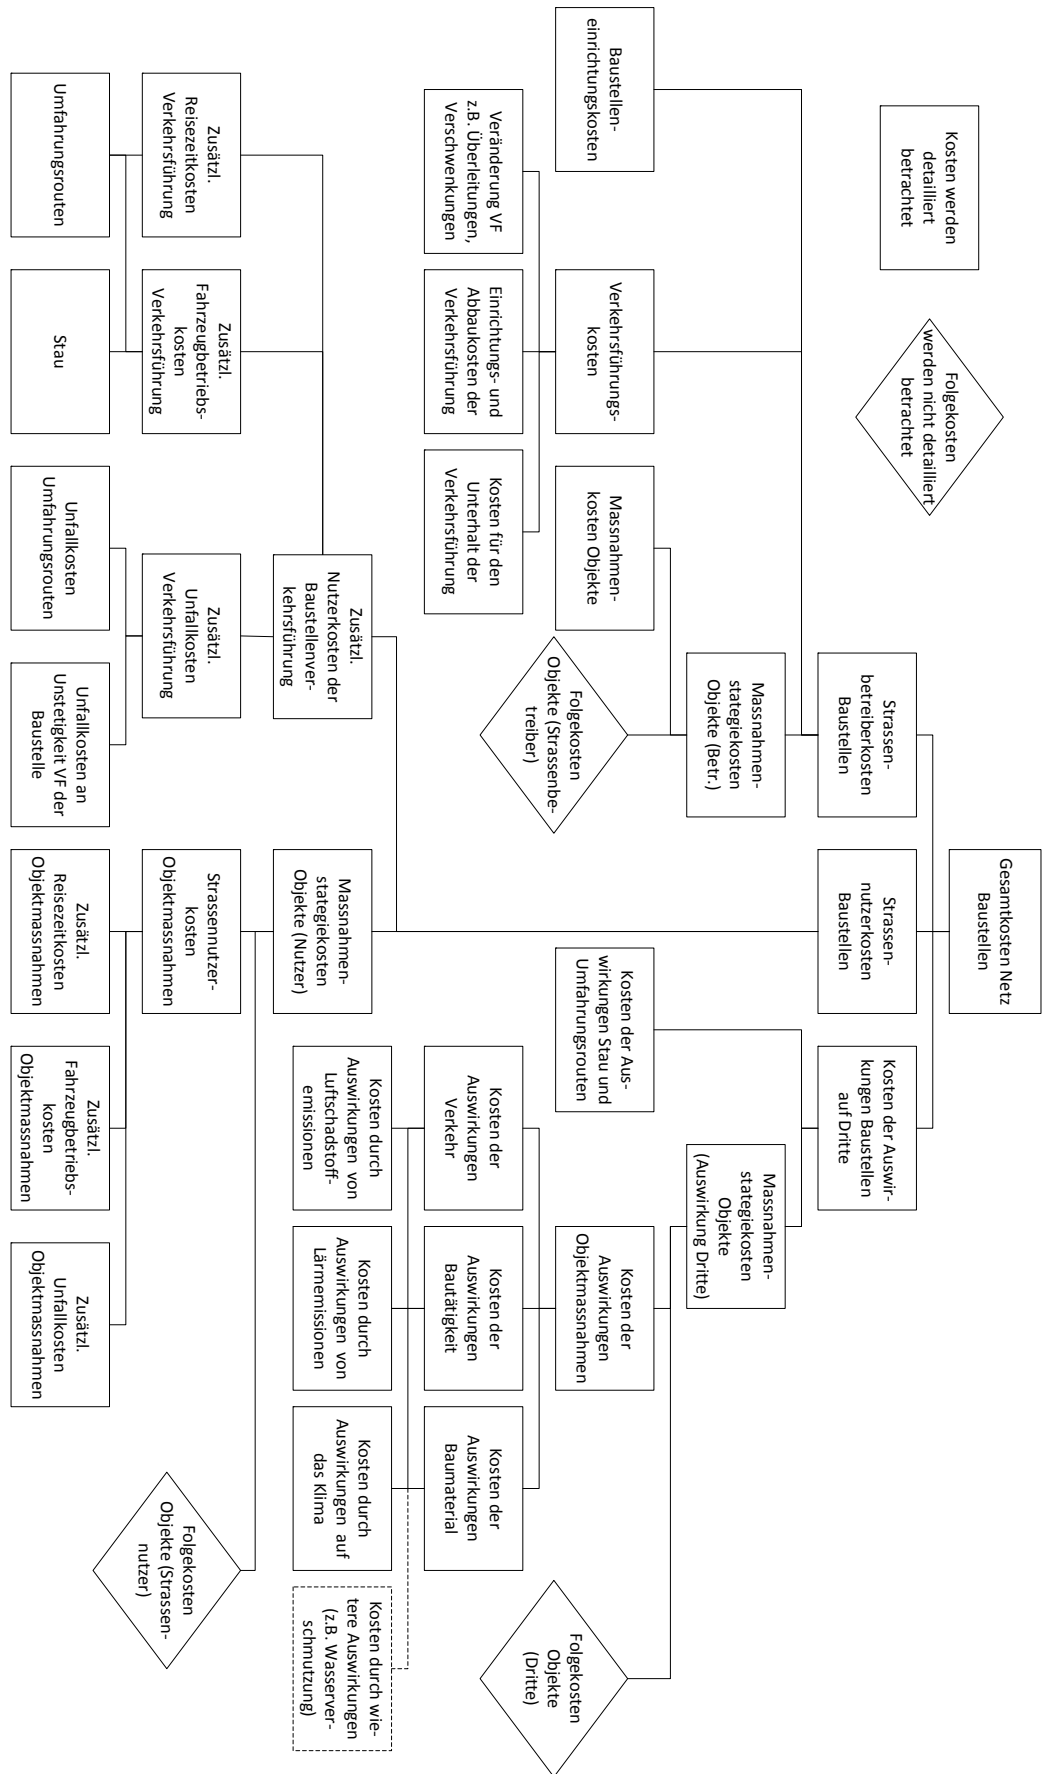 Kosten werden
detailliert
betrachtet
Folgekosten
werden nicht detailliert
betrachtet
Gesamtkosten Netz
Baustellen
Strassen-
betreiberkosten
Baustellen
Strassen-
nutzerkosten
Baustellen
Kosten der Auswir-
kungen Baustellen
auf Dritte
Massnahmen-
stategiekosten
Objekte (Betr.)
Massnahmen-
stategiekosten
Objekte
(Auswirkung Dritte)
Baustellen-
einrichtungskosten
Verkehrsführungs-
kosten
Massnahmen-
kosten Objekte
Folgekosten
Objekte (Strassenbe-
treiber)
Kosten der Aus-
wirkungen Stau und
Umfahrungsrouten
Kosten der
Auswirkungen
Objektmassnahmen
Folgekosten
Objekte
(Dritte)
Veränderung VF
z.B. Überleitungen,
Verschwenkungen
Einrichtungs- und
Abbaukosten der
Verkehrsführung
Kosten für den
Unterhalt der
Verkehrsführung
Kosten der
Auswirkungen
Verkehr
Kosten der
Auswirkungen
Bautätigkeit
Kosten der
Auswirkungen
Baumaterial
Zusätzl.
Nutzerkosten der
Baustellenver-
kehrsführung
Massnahmen-
stategiekosten
Objekte (Nutzer)
Kosten durch
Auswirkungen von
Luftschadstoff-
emissionen
Kosten durch
Auswirkungen von
Lärmemissionen
Kosten durch
Auswirkungen auf
das Klima
Kosten durch wie-
tere Auswirkungen
(z.B. Wasserver-
schmutzung)
Zusätzl.
Reisezeitkosten
Verkehrsführung
Zusätzl.
Fahrzeugbetriebs-
kosten
Verkehrsführung
Zusätzl.
Unfallkosten
Verkehrsführung
Strassennutzer-
kosten
Objektmassnahmen
Folgekosten
Objekte (Strassen-
nutzer)
Umfahrungsrouten
Stau
Unfallkosten
Umfahrungsrouten
Unfallkosten an
Unstetigkeit VF der
Baustelle
Zusätzl.
Reisezeitkosten
Objektmassnahmen
Zusätzl.
Fahrzeugbetriebs-
kosten
Objektmassnahmen
Zusätzl.
Unfallkosten
Objektmassnahmen